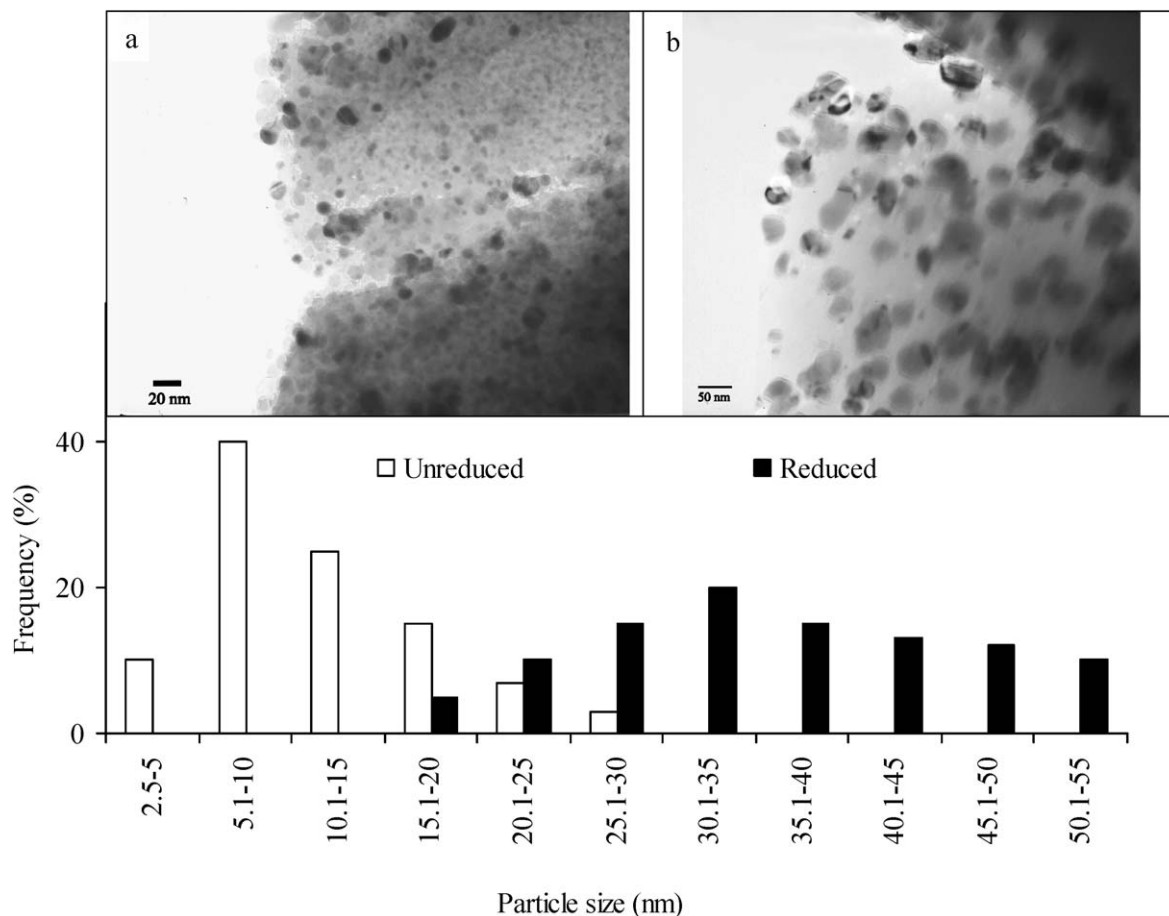 a
b
20 nm
50 nm
40
20
0
Frequency (%)
Unreduced
Reduced
2.5-5
5.1-10
10.1-15
15.1-20
20.1-25
25.1-30
30.1-35
35.1-40
40.1-45
45.1-50
50.1-55
Particle size (nm)